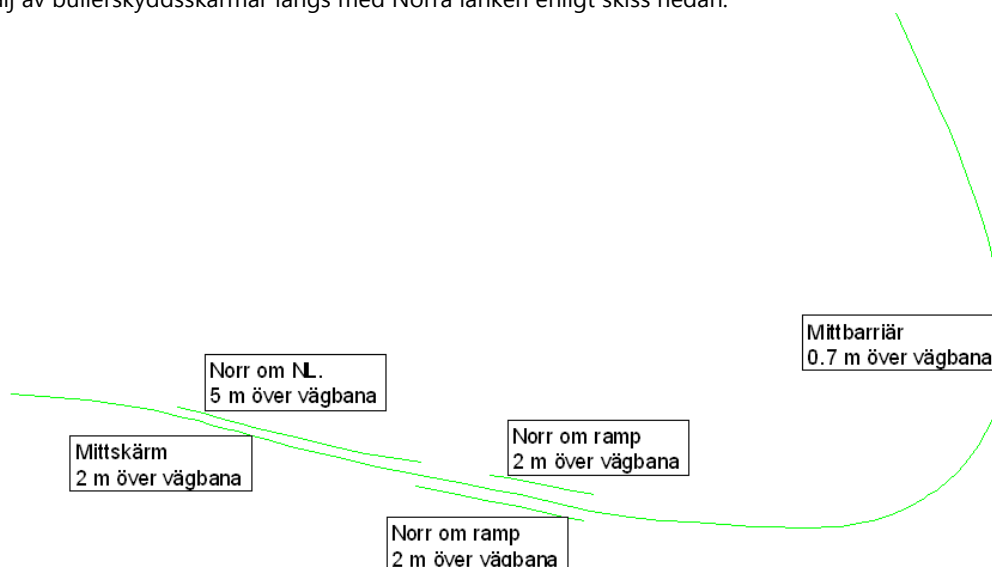 av bullerskyddsskärmar längs med Norra länken enligt skiss nedan.
Mittbarriär
0.7 m över vägbana
Norr om NL.
5 m över vägbana
Norr om ramp
2 m över vägbana
Mittskärm
2 m över vägbana
Norr om ramp
2 m över vägbana